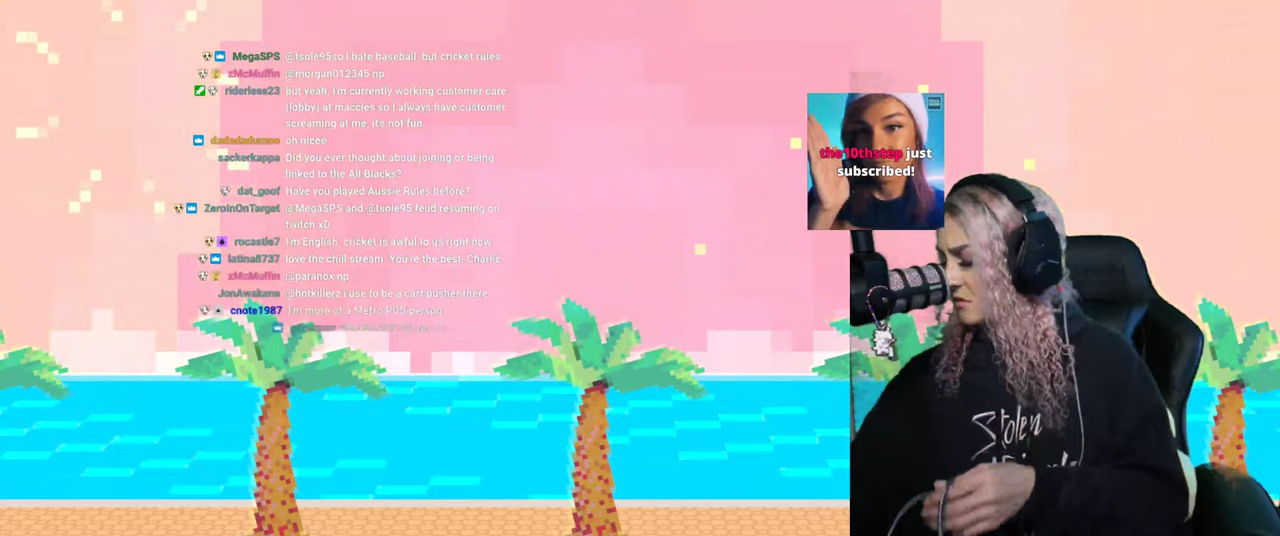 MegaSPS @tsole95so i hate baseball, but cricket rules
zMcMuffin @morgan012345 np
riderless23 but yeah, I'm currently working customer care
(lobby) at maccies so I always have customer
screaming at me, it's not fun.
oh nicee
sackerkappa Did you ever thought about joining or being
linked to the All Blacks?
dat_goof Have you played Aussie Rules before?
ZeroInOnTarget @MegaSPS and @tsole95 feud resuming on
twitch xD
rocastle7 I'm English, cricket is awful to us right now
latina8737 love the chill stream. You're the best, Charlie
zMcMuffin @paranox np
JonAwakens @hotkillerz i use to be a cart pusher there
cnote1987 I'm more of a Metro PCS person
the10thstep just
subscribed!
Stolen